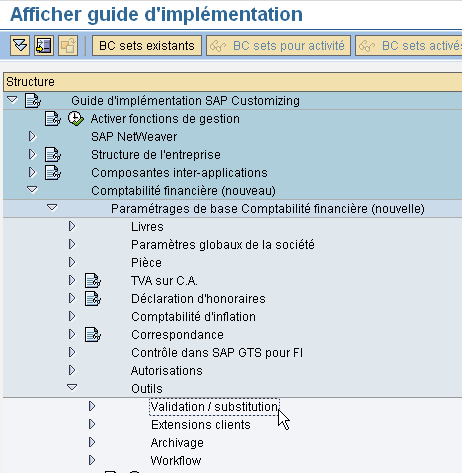 Afficher guide d'implémentation
BC sets existants BC sets pour activité BC sets activés
Structure
Guide d'implémentation SAP Customizing
Activer fonctions de gestion
SAP NetWeaver
Structure de l'entreprise
Composantes inter-applications
Comptabilité financière (nouveau)
Paramétrages de base Comptabilité financière (nouvelle)
Livres
Paramètres globaux de la société
Pièce
TVA sur C.A.
Déclaration d'honoraires
Comptabilité d'inflation
Correspondance
Contrôle dans SAP GTS pour FI
Autorisations
Outils
Validation / substitution
Extensions clients
Archivage
Workflow